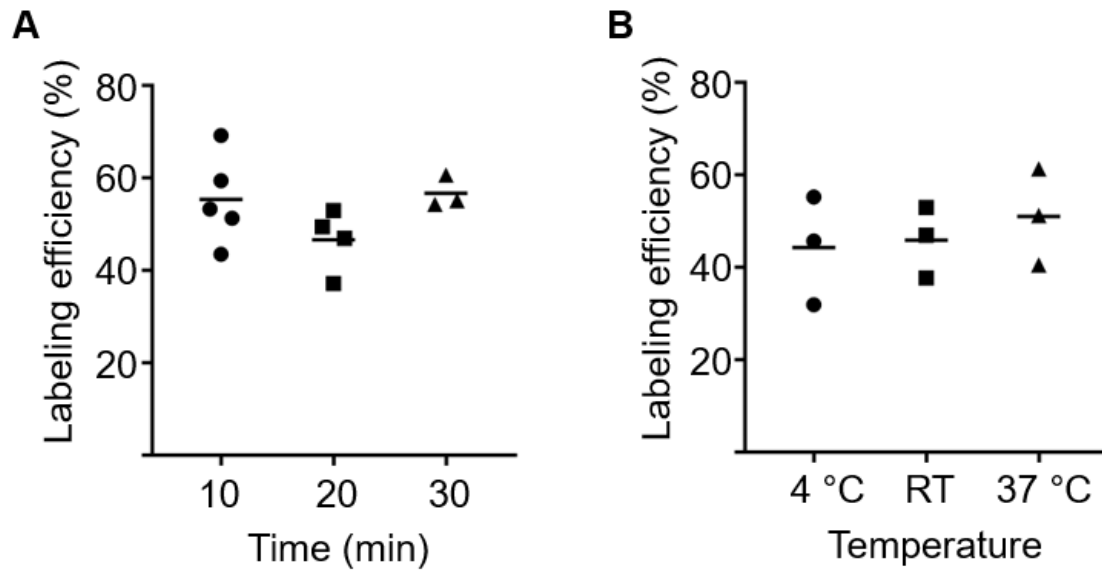 A
Labeling efficiency (%)
80
60
40
20
10 20 30
Time (min)
B
Labeling efficiency (%)
80
60
40
20
4 °C RT 37 °C
Temperature